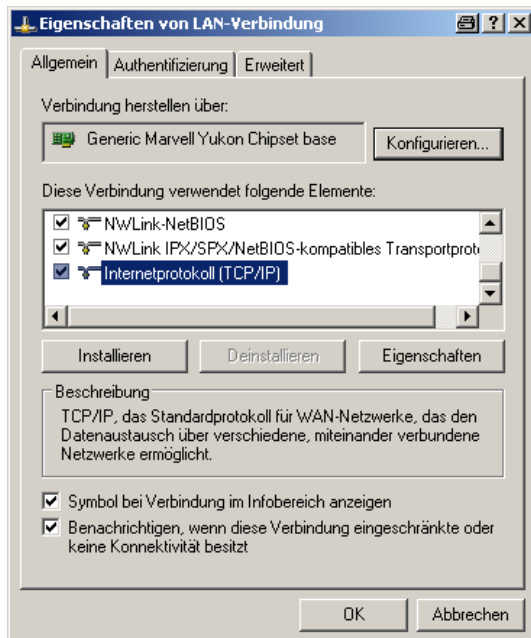 Eigenschaften von LAN-Verbindung
Allgemein Authentifizierung Erweitert
Verbindung herstellen über:
Generic Marvell Yukon Chipset base Konfigurieren...
Diese Verbindung verwendet folgende Elemente:
NWLink-NetBIOS
NWLink IPX/SPX/NetBIOS-kompatibles Transportproto
Internetprotokoll (TCP/IP)
Installieren Deinstallieren Eigenschaften
Beschreibung
TCP/IP, das Standardprotokoll für WAN-Netzwerke, das den
Datenaustausch über verschiedene, miteinander verbundene
Netzwerke ermöglicht.
Symbol bei Verbindung im Infobereich anzeigen
Benachrichtigen, wenn diese Verbindung eingeschränkte oder
keine Konnektivität besitzt
OK Abbrechen